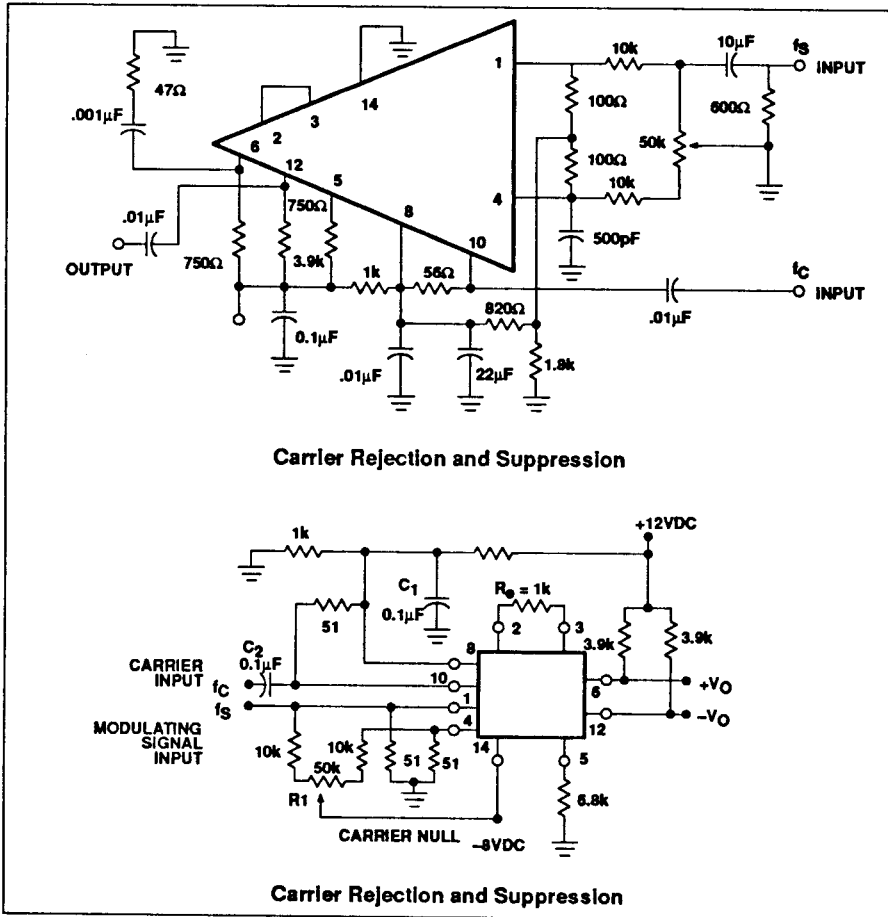 47Ω
.001μF
6
2
3
14
12
5
8
10
1
4
10k
10μF
fS
INPUT
100Ω
600Ω
50k
100Ω
10k
500pF
.01μF
OUTPUT
750Ω
750Ω
3.9k
1k
56Ω
0.1μF
820Ω
.01μF
22μF
1.8k
.01μF
fC
INPUT
Carrier Rejection and Suppression
+12VDC
1k
C1
0.1μF
Re = 1k
51
2
3
3.9k
3.9k
C2
0.1μF
CARRIER
INPUT
fC
8
10
6
+VO
fS
1
MODULATING
SIGNAL
INPUT
4
12
–VO
10k
10k
14
5
50k
51
51
R1
6.8k
CARRIER NULL
–8VDC
Carrier Rejection and Suppression